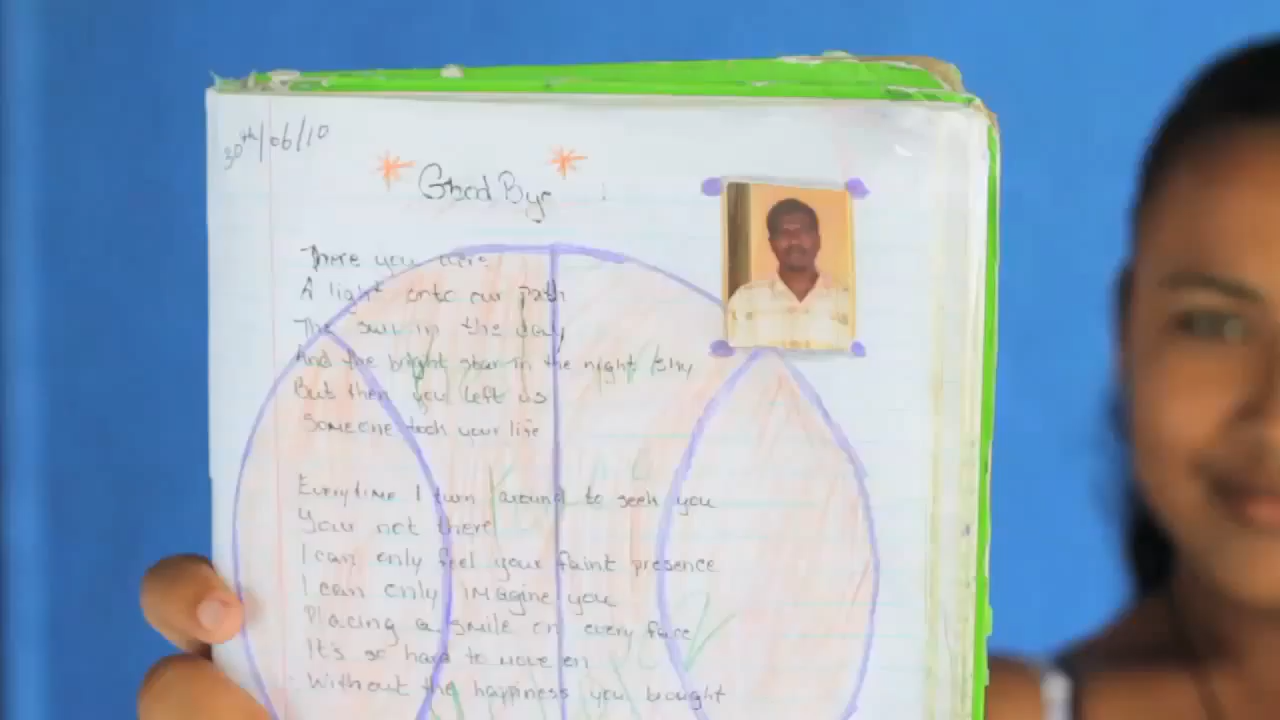 30th/06/10
Good Bye !
There you were
A light onto our path
The sun in the day
And the bright star in the night sky
But then you left us
Someone took your life
Everytime I turn around to seek you
Your not there
I can only feel your faint presence
I can only imagine you
Placing a smile on every face
It's so hard to move on
Without the happiness you bought